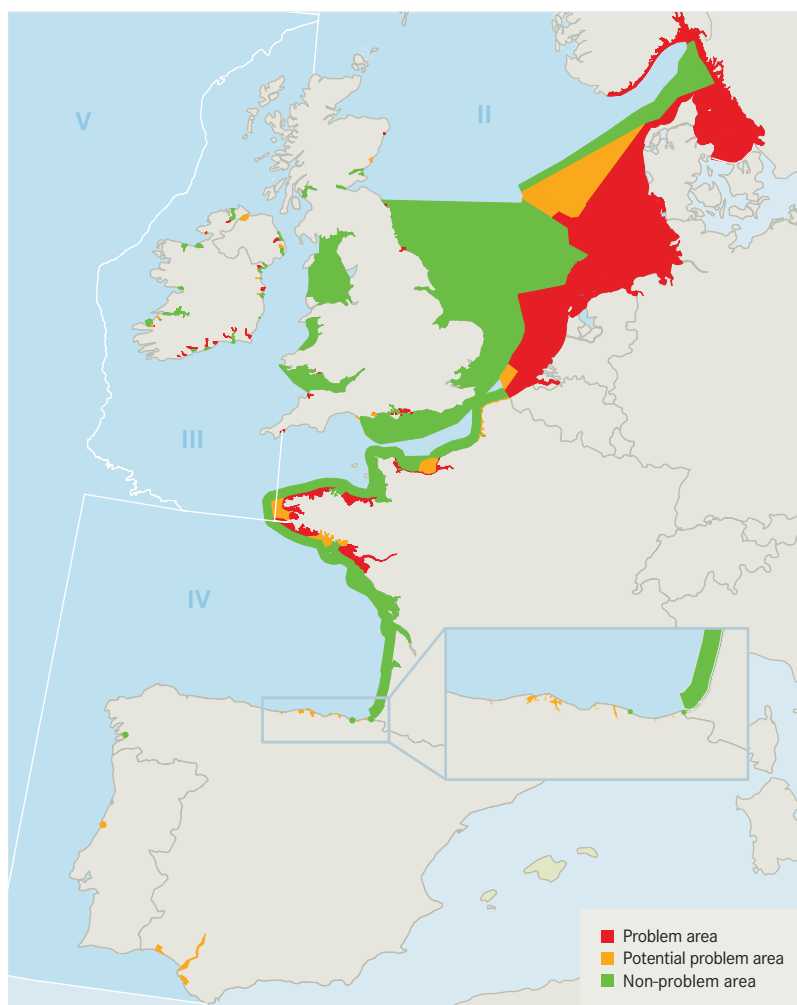 V
II
III
IV
Problem area
Potential problem area
Non-problem area